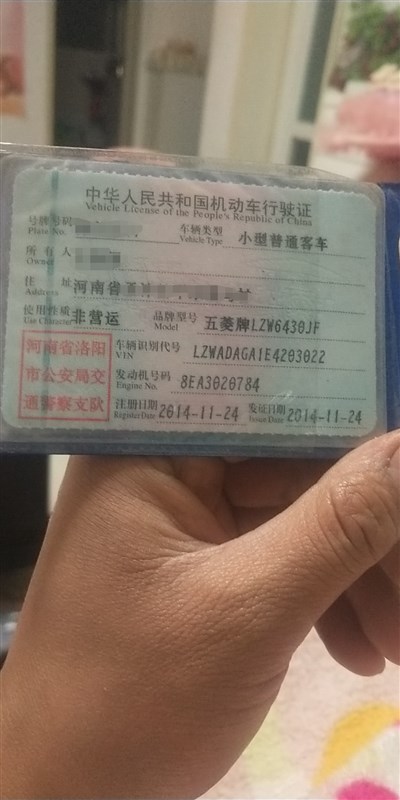 中华人民共和国机动车行驶证
Vehicle License of the People's Republic of China
号牌号码 车辆类型 小型普通客车
Plate No. Vehicle Type
所有人
Owner
住址 河南省
Address
使用性质 非营运 品牌型号 五菱牌LZW6430JF
Use Character Model
河南省洛阳
市公安局交
通警察支队
车辆识别代号 LZWADAGA1E4203022
VIN
发动机号码 8EA3020784
Engine No.
注册日期 2014-11-24 发证日期 2014-11-24
Register Date Issue Date